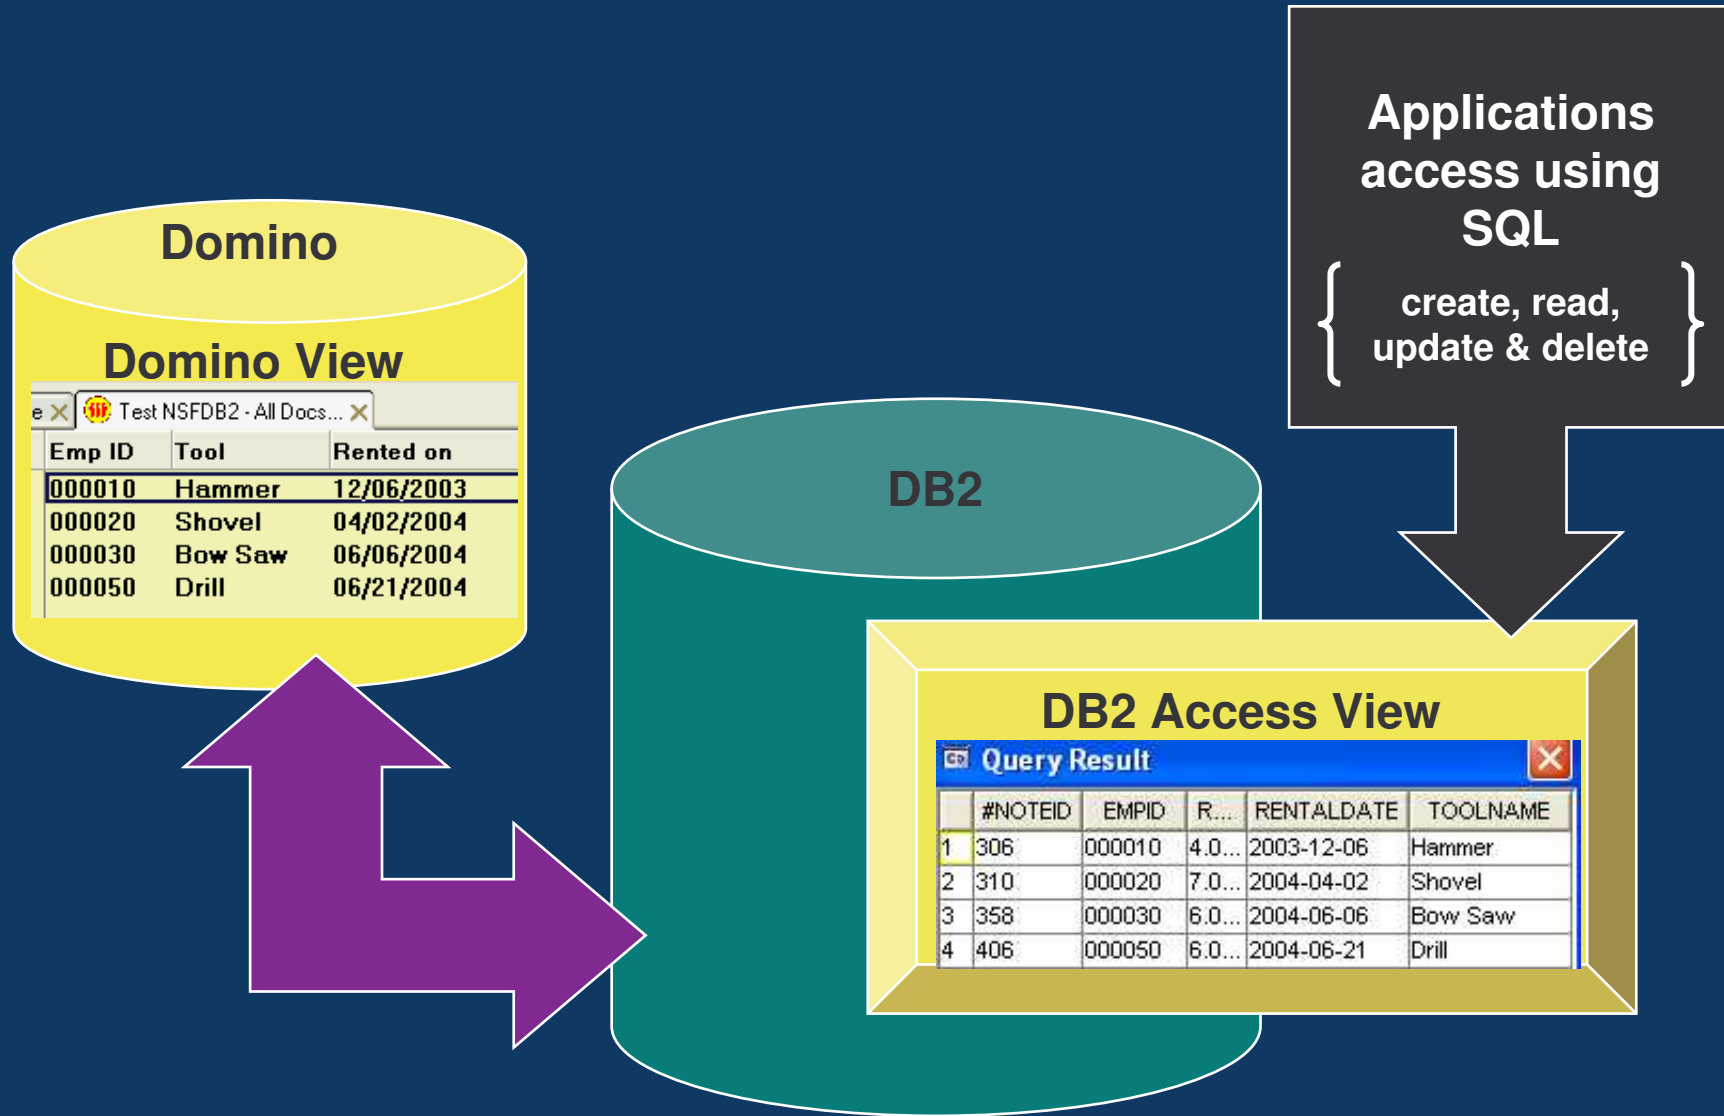 Applications
access using
SQL
create, read,
update & delete
Domino
Domino View
e Test NSFDB2 - All Docs...
Emp ID Tool Rented on
000010 Hammer 12/06/2003
000020 Shovel 04/02/2004
000030 Bow Saw 06/06/2004
000050 Drill 06/21/2004
DB2
DB2 Access View
Query Result
#NOTEID EMPID R... RENTALDATE TOOLNAME
1 306 000010 4.0... 2003-12-06 Hammer
2 310 000020 7.0... 2004-04-02 Shovel
3 358 000030 6.0... 2004-06-06 Bow Saw
4 406 000050 6.0... 2004-06-21 Drill